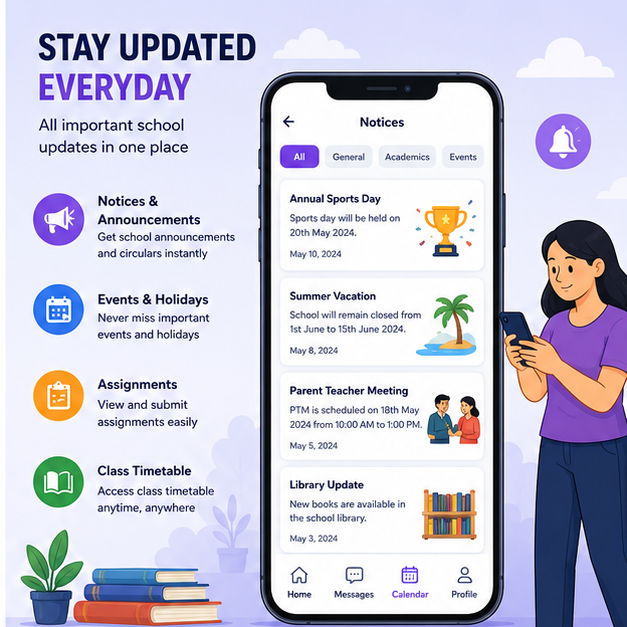 STAY UPDATED
EVERYDAY
All important school
updates in one place
Notices &
Announcements
Get school announcements
and circulars instantly
Events & Holidays
Never miss important
events and holidays
Assignments
View and submit
assignments easily
Class Timetable
Access class timetable
anytime, anywhere
Notices
All General Academics Events
Annual Sports Day
Sports day will be held on
20th May 2024.
May 10, 2024
Summer Vacation
School will remain closed from
1st June to 15th June 2024.
May 8, 2024
Parent Teacher Meeting
PTM is scheduled on 18th May
2024 from 10:00 AM to 1:00 PM.
May 5, 2024
Library Update
New books are available in
the school library.
May 3, 2024
Home Messages Calendar Profile